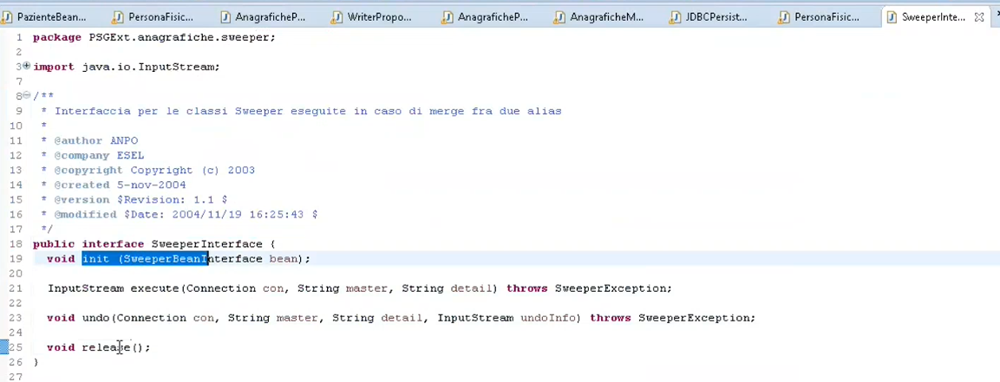 PazienteBean... PersonaFisic... AnagraficheP... WriterPropo... AnagraficheP... AnagraficheM... JDBCPersist... PersonaFisic... SweeperInte...
1 package PSGExt.anagrafiche.sweeper;
2
3 import java.io.InputStream;
7
8 /**
9 * Interfaccia per le classi Sweeper eseguite in caso di merge fra due alias
10 *
11 * @author ANPO
12 * @company ESEL
13 * @copyright Copyright (c) 2003
14 * @created 5-nov-2004
15 * @version $Revision: 1.1 $
16 * @modified $Date: 2004/11/19 16:25:43 $
17 */
18 public interface SweeperInterface {
19 void init (SweeperBeanInterface bean);
20
21 InputStream execute(Connection con, String master, String detail) throws SweeperException;
22
23 void undo(Connection con, String master, String detail, InputStream undoInfo) throws SweeperException;
24
25 void release();
26 }
27